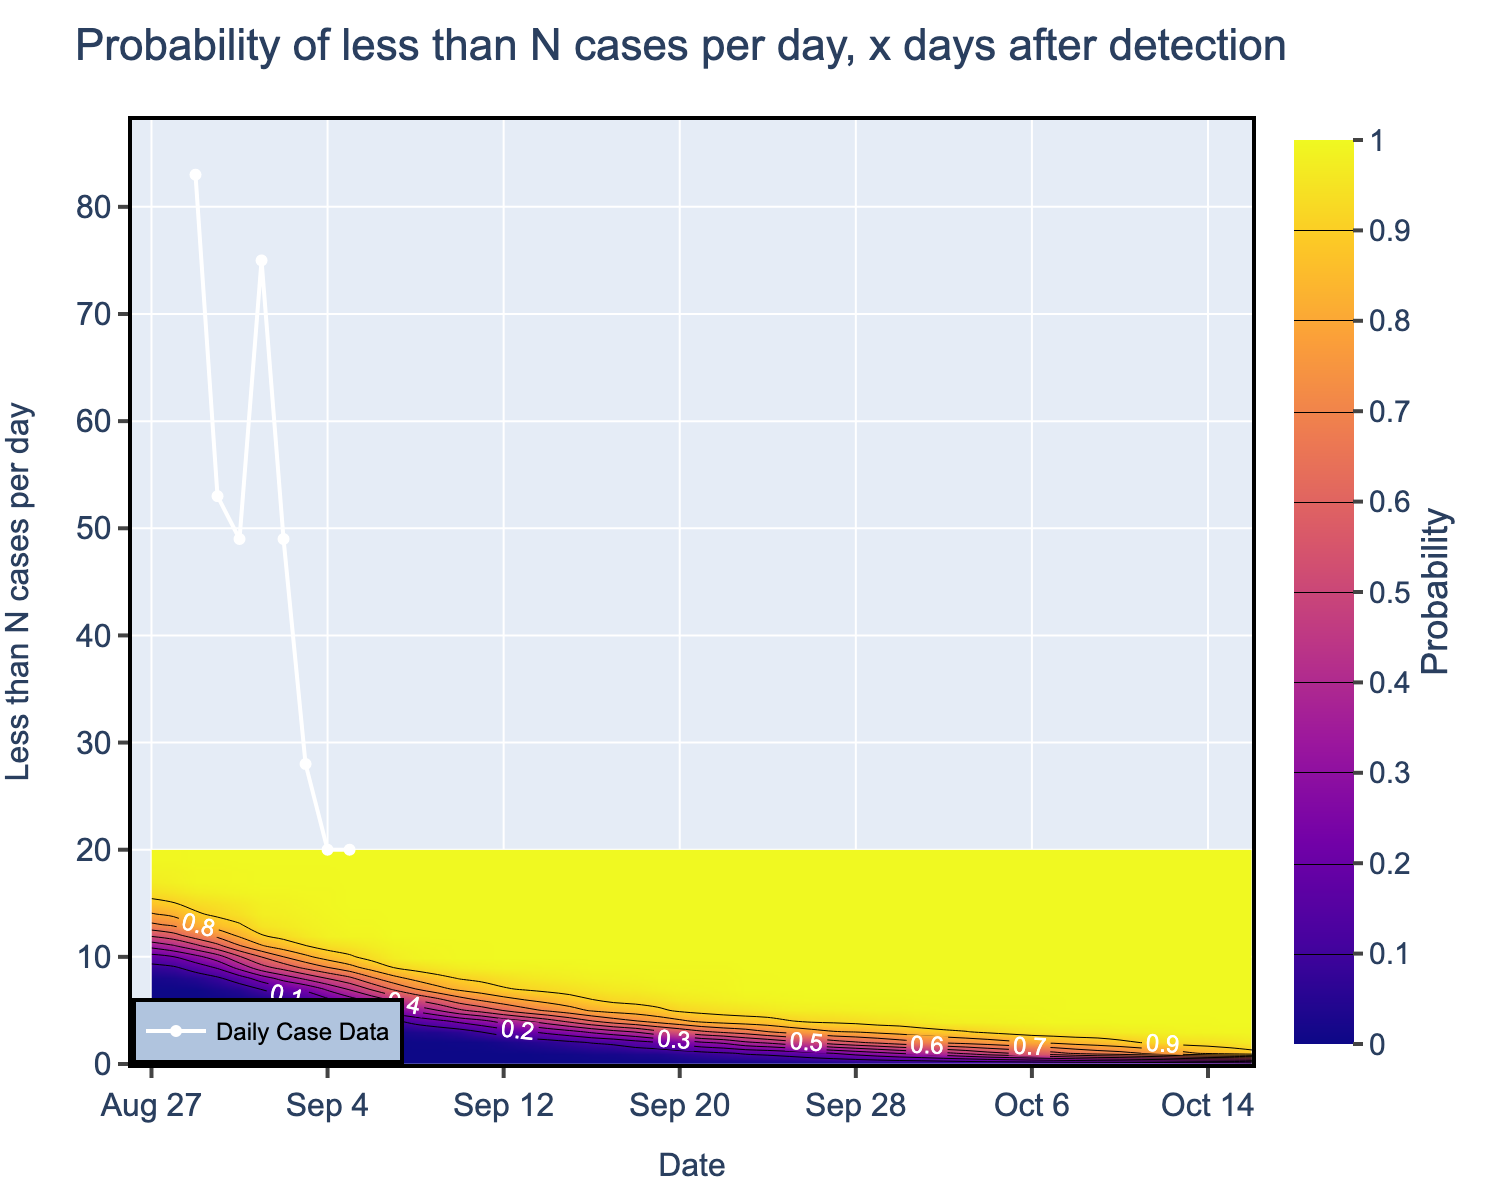 Probability of less than N cases per day, x days after detection
Less than N cases per day
80
70
60
50
40
30
20
10
0
0.8
0.1
0.4
0.2
0.3
0.5
0.6
0.7
0.9
Daily Case Data
Aug 27
Sep 4
Sep 12
Sep 20
Sep 28
Oct 6
Oct 14
Date
1
0.9
0.8
0.7
0.6
0.5
0.4
0.3
0.2
0.1
0
Probability